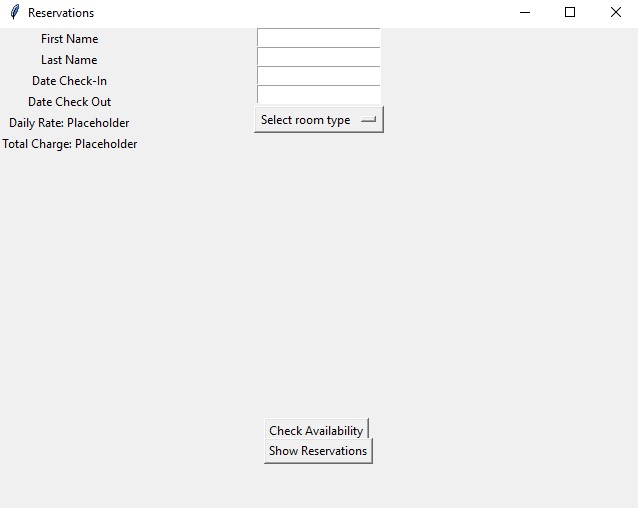 Reservations
First Name
Last Name
Date Check-In
Date Check Out
Daily Rate: Placeholder
Select room type
Total Charge: Placeholder
Check Availability
Show Reservations